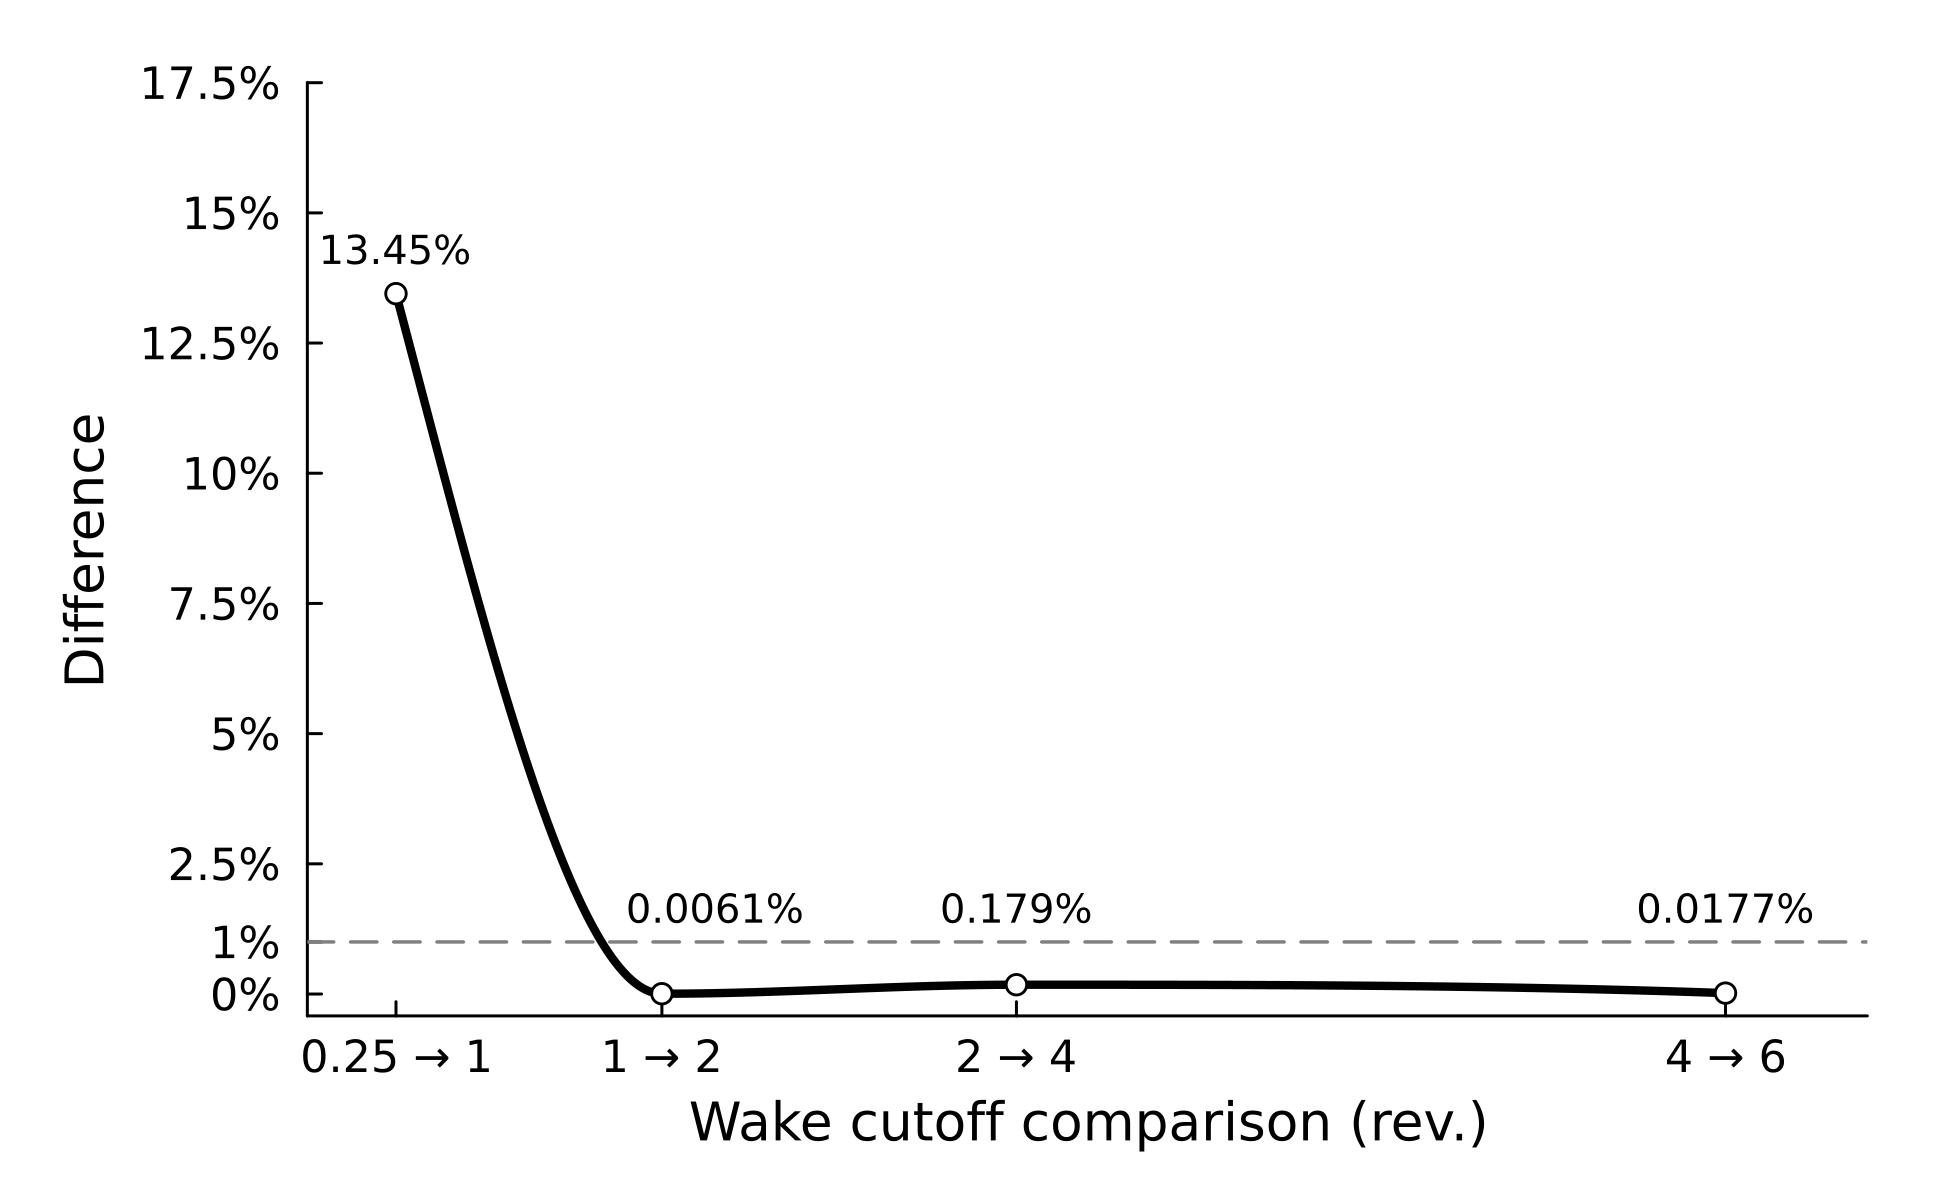 17.5%
15%
13.45%
12.5%
10%
Difference
7.5%
5%
2.5%
0.0061% 0.179% 0.0177%
1%
0%
0.25 → 1 1 → 2 2 → 4 4 → 6
Wake cutoff comparison (rev.)